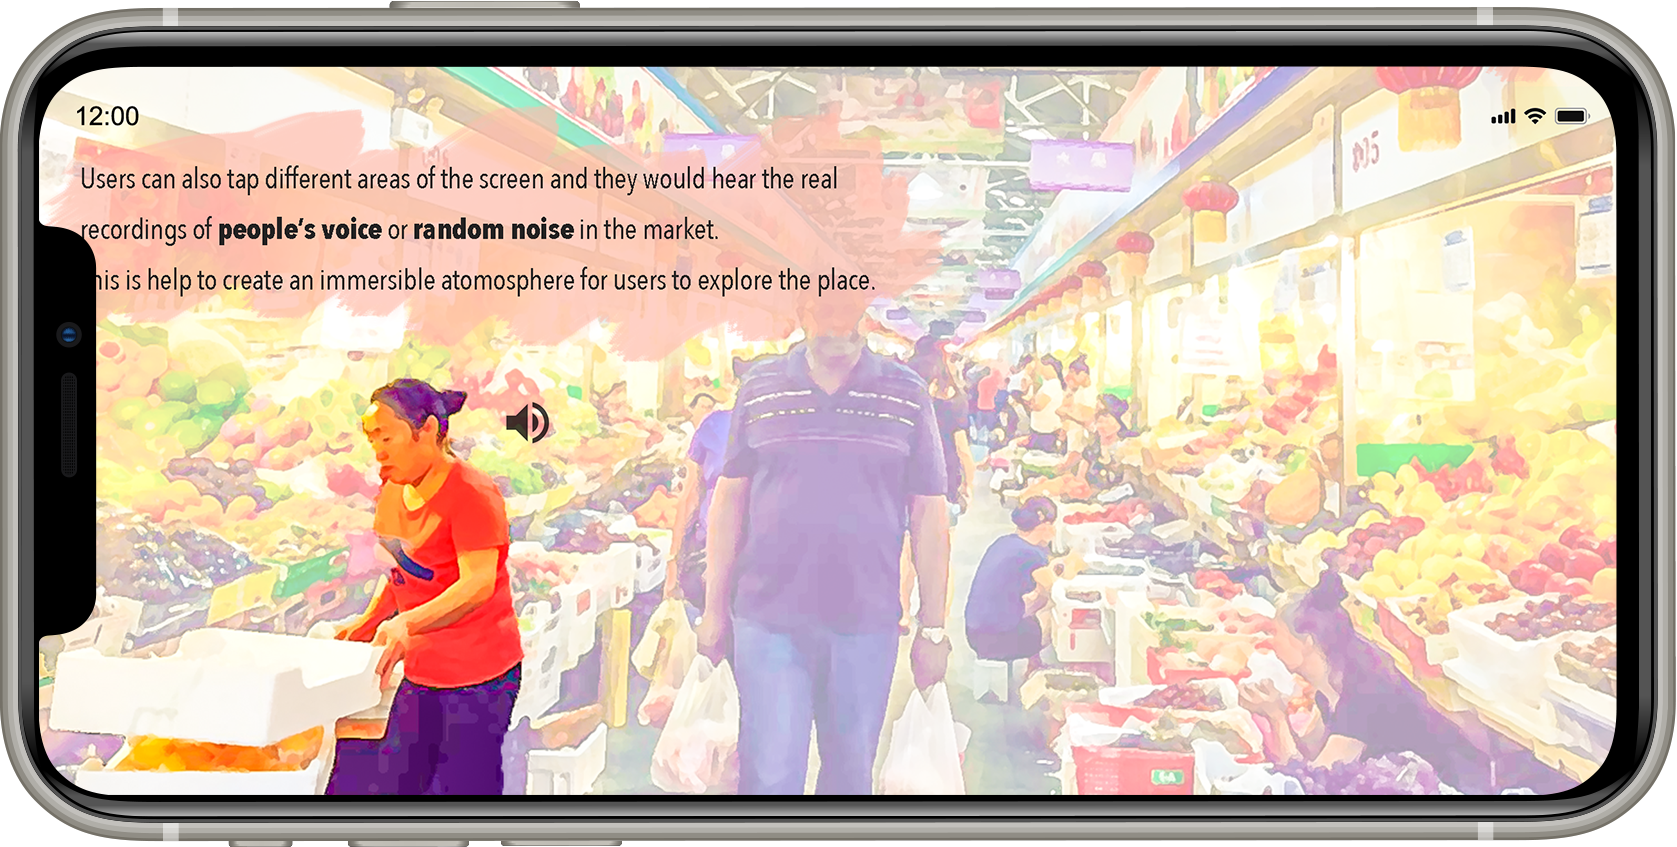 12:00
Users can also tap different areas of the screen and they would hear the real
recordings of people's voice or random noise in the market.
his is help to create an immersible atomosphere for users to explore the place.